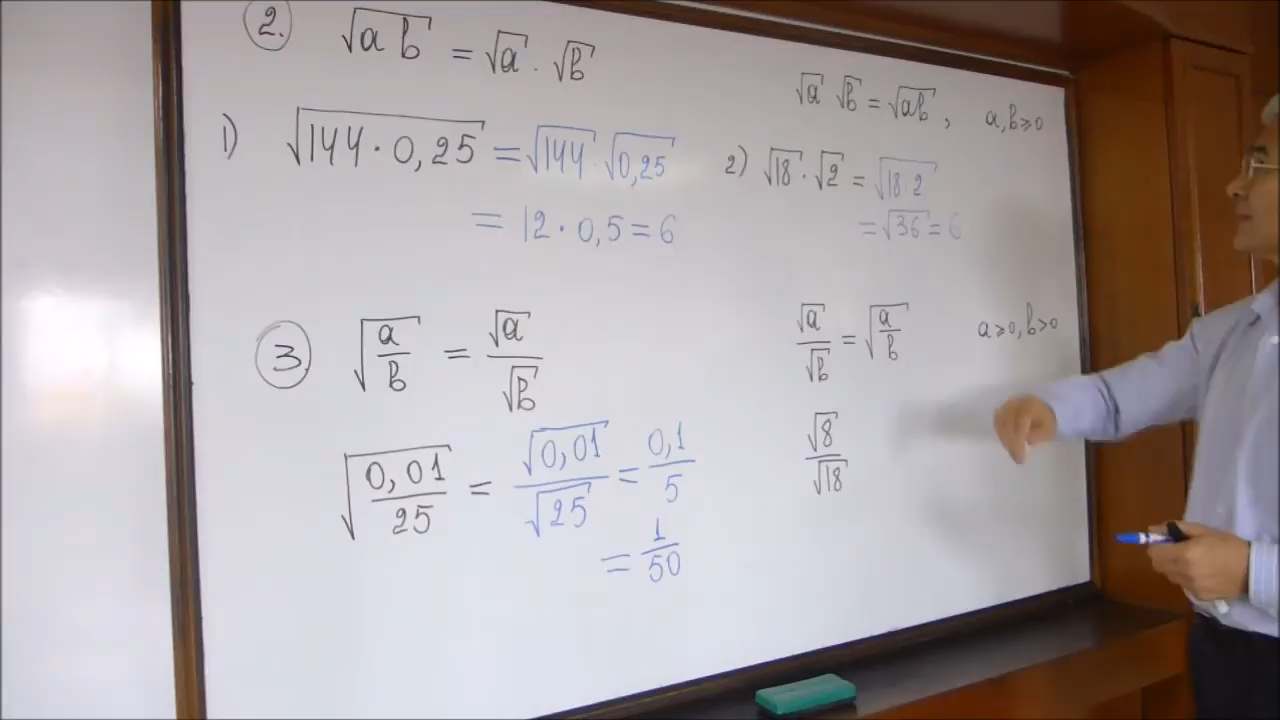 2. √(ab) = √a · √b
1) √(144 · 0,25) = √144 · √0,25
= 12 · 0,5 = 6
√a √b = √(ab), a,b ≥ 0
2) √18 · √2 = √(18·2)
= √36 = 6
3. √(a/b) = √a/√b
√(0,01/25) = √0,01/√25 = 0,1/5
= 1/50
√a/√b = √(a/b) a ≥ 0, b > 0
√8/√18